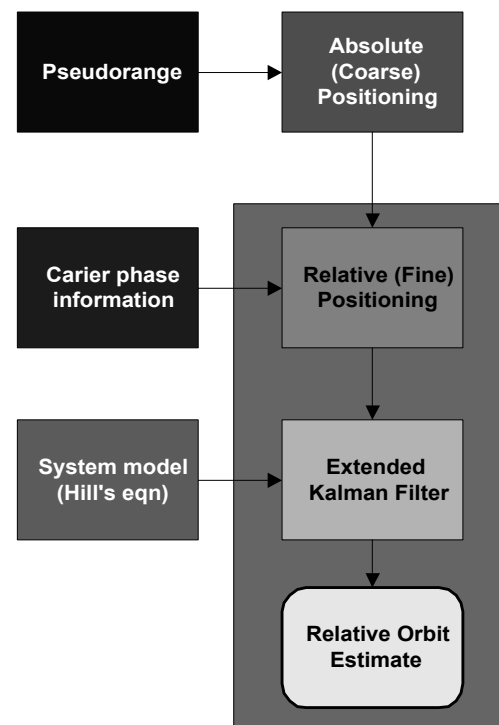 Pseudorange
Absolute
(Coarse)
Positioning
Carier phase
information
Relative (Fine)
Positioning
System model
(Hill's eqn)
Extended
Kalman Filter
Relative Orbit
Estimate